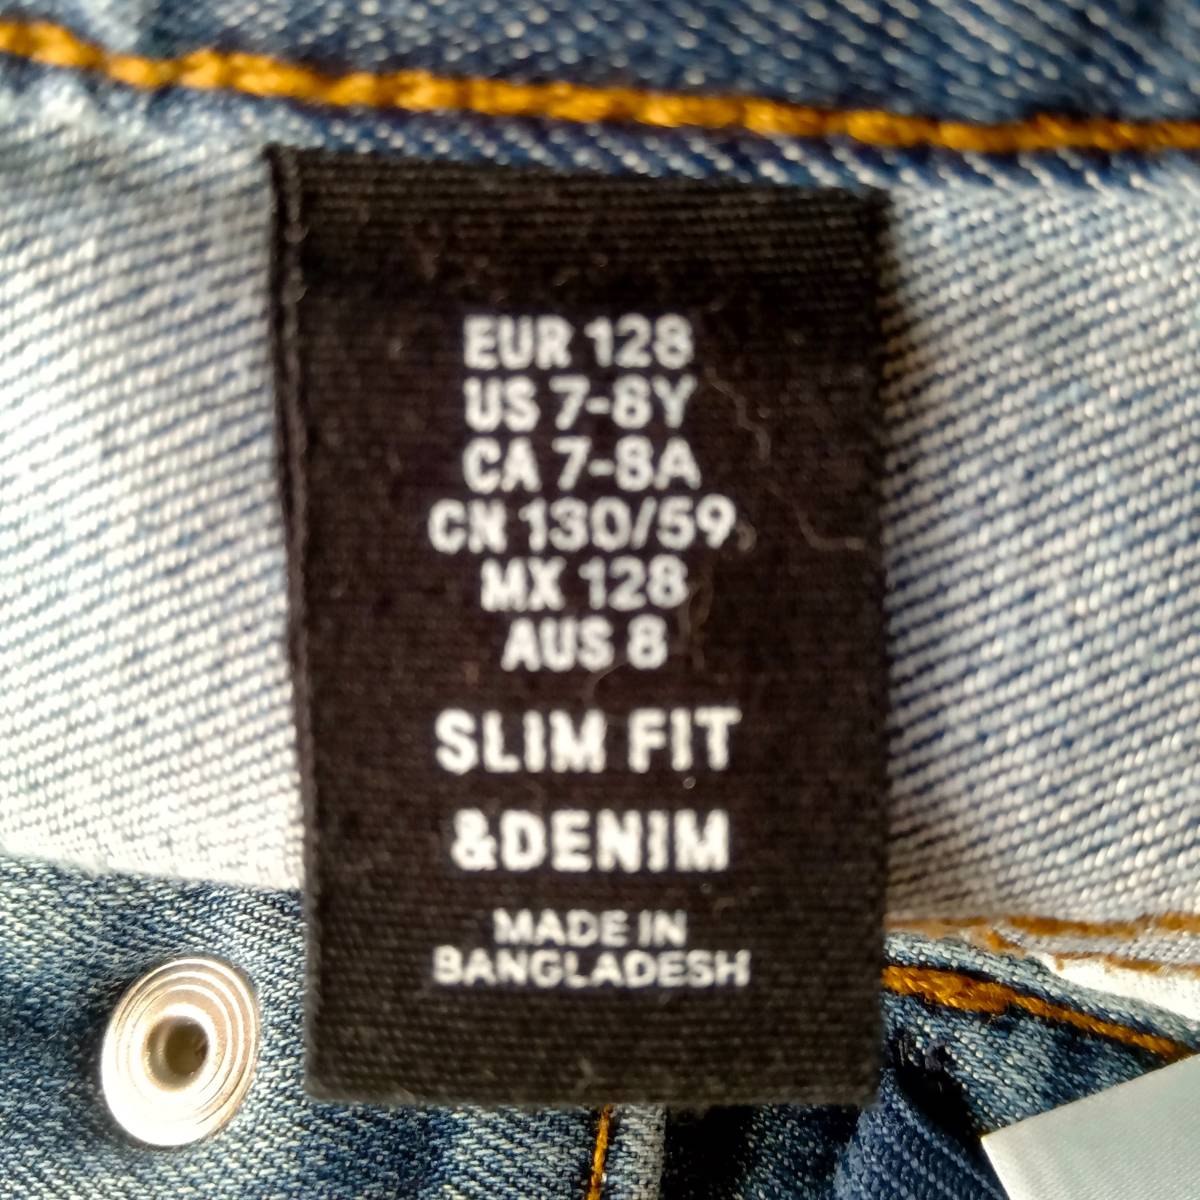 EUR 128
US 7-8Y
CA 7-8A
CN 130/59
MX 128
AUS 8
SLIM FIT
&DENIM
MADE IN
BANGLADESH